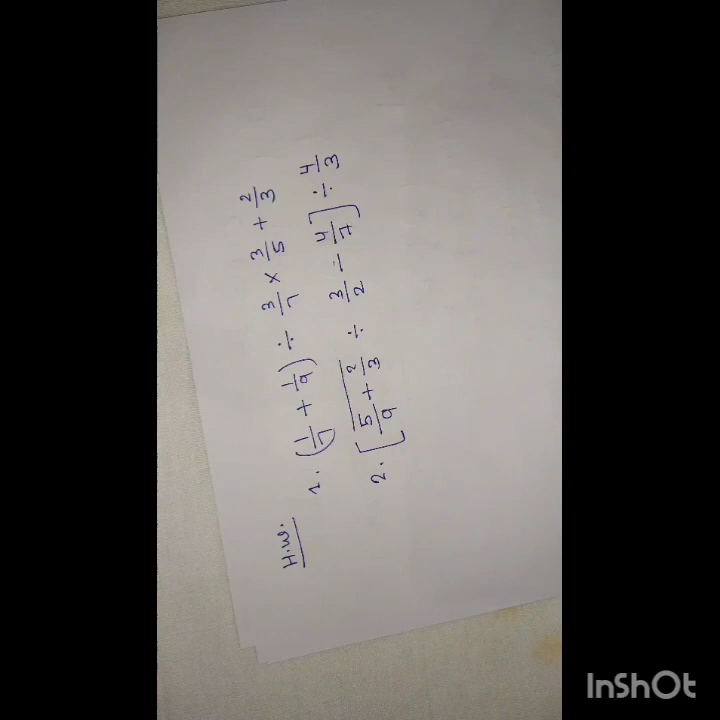 H.W.
1. (1/7 + 1/9) ÷ 3/7 × 3/5 + 2/3
2. [5/9 + 2/3 ÷ 3/2 - 4/7] ÷ 4/3
InShOt